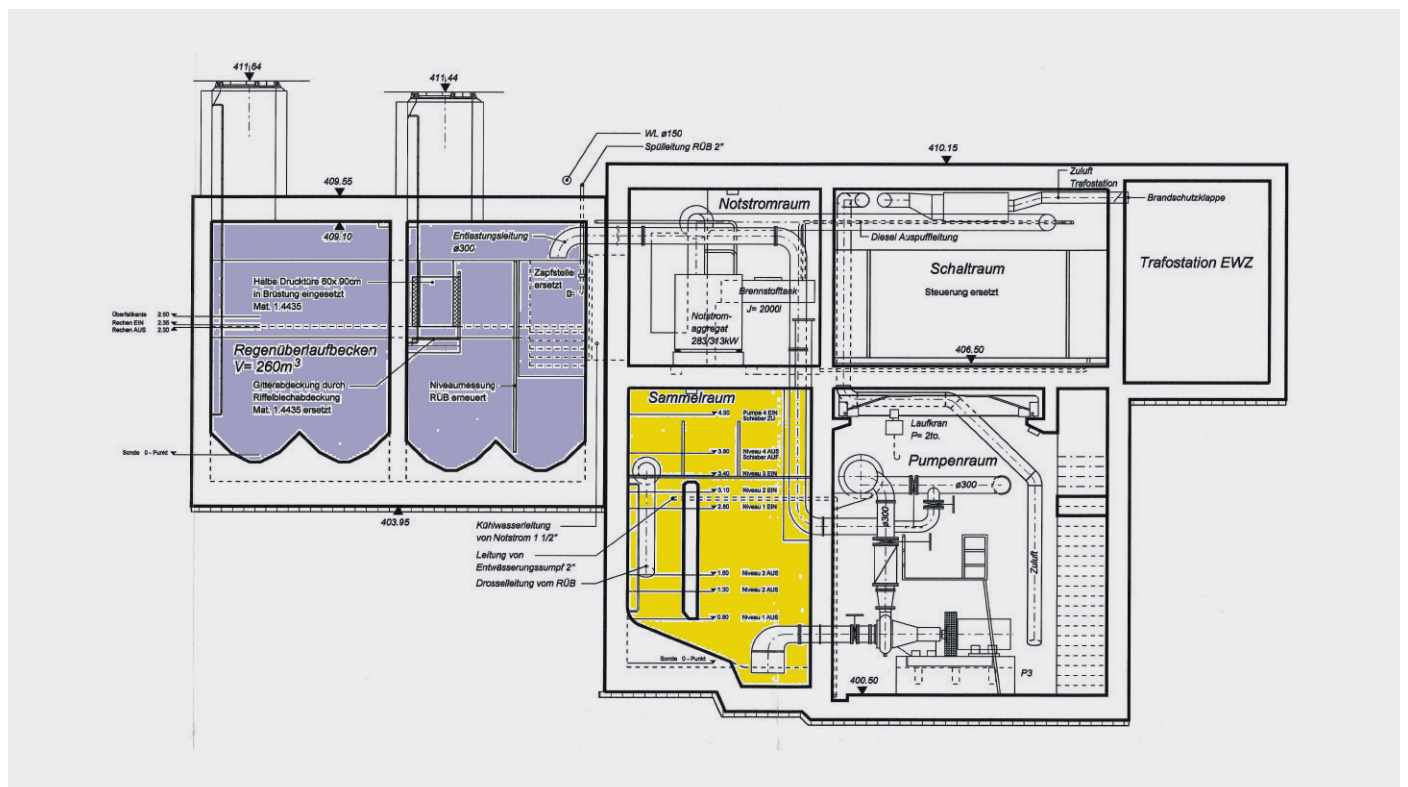 411.64
411.44
WL ø150
Spülleitung RÜB 2"
410.15
Zuluft
Trafostation
Brandschutzklappe
409.55
409.10
Notstromraum
Entlastungsleitung
ø300
Diesel Auspuffleitung
Zapfstelle
ersetzt
D=
Schaltraum
Steuerung ersetzt
Trafostation EWZ
Halbe Drucktüre 60x 90cm
in Brüstung eingesetzt
Mat. 1.4435
Brennstofftank
J= 2000l
Notstrom-
aggregat
283/313kW
Überfallkante 2.50
Rechen EIN 2.35
Rechen AUS 2.30
Regenüberlaufbecken
V= 260m³
406.50
Gitterabdeckung durch
Riffelblechabdeckung
Mat. 1.4435 ersetzt
Niveaumessung
RÜB erneuert
Sammelraum
4.50 Pumpe 4 EIN
Schieber ZU
Laufkran
P= 2to.
Sonde 0 - Punkt
3.80 Niveau 4 AUS
Schieber AUF
Pumpenraum
3.40 Niveau 3 EIN
3.10 Niveau 2 EIN
2.80 Niveau 1 EIN
ø300
ø300
403.95
Kühlwasserleitung
von Notstrom 1 1/2"
Leitung von
Entwässerungssumpf 2"
Drosselleitung vom RÜB
Zuluft
1.60 Niveau 3 AUS
1.30 Niveau 2 AUS
0.80 Niveau 1 AUS
Sonde 0 - Punkt
400.50
P3